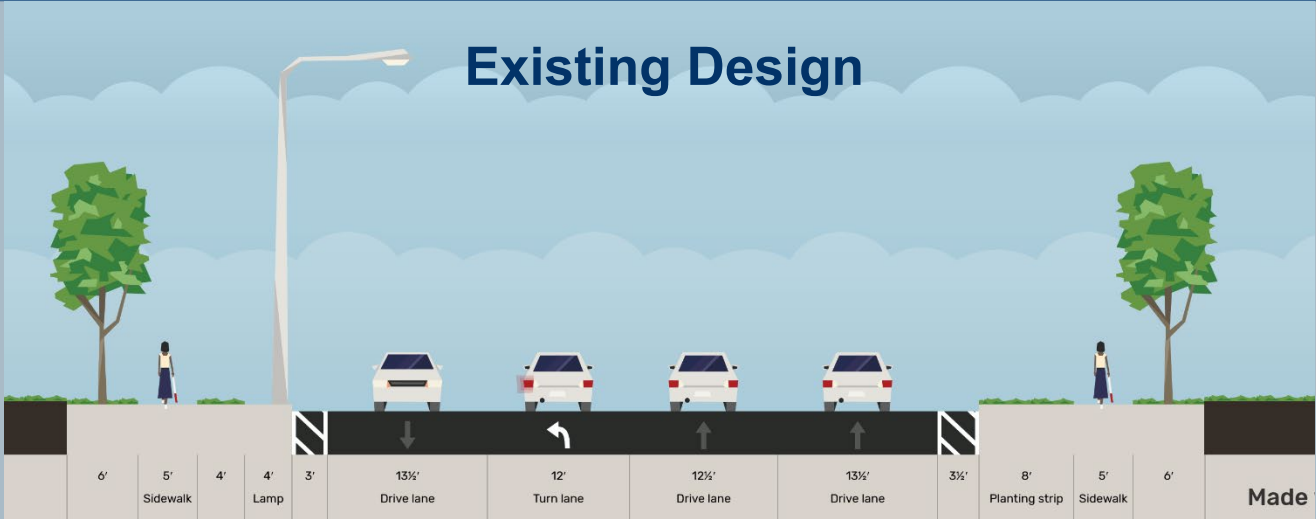 Existing Design
6′ 5′ 4′ 4′ 3′ 13½′ 12′ 12½′ 13½′ 3½′ 8′ 5′ 6′
Sidewalk Lamp Drive lane Turn lane Drive lane Drive lane Planting strip Sidewalk
Made